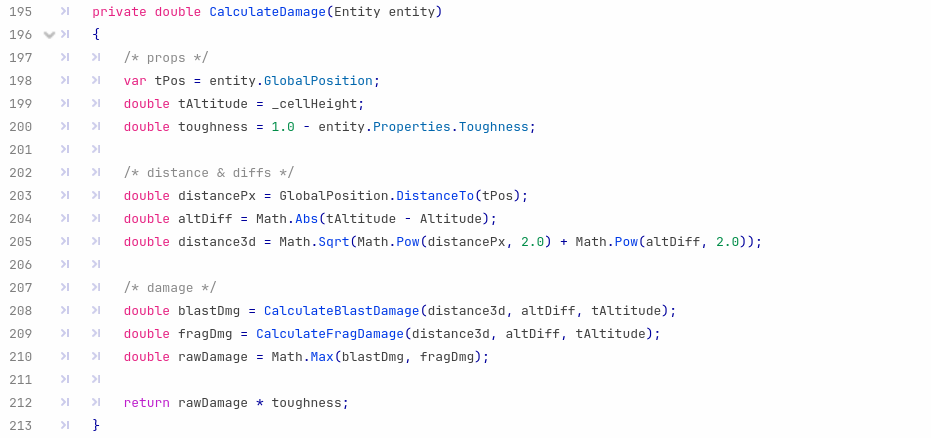 195 private double CalculateDamage(Entity entity)
196 {
197 /* props */
198 var tPos = entity.GlobalPosition;
199 double tAltitude = _cellHeight;
200 double toughness = 1.0 - entity.Properties.Toughness;
201
202 /* distance & diffs */
203 double distancePx = GlobalPosition.DistanceTo(tPos);
204 double altDiff = Math.Abs(tAltitude - Altitude);
205 double distance3d = Math.Sqrt(Math.Pow(distancePx, 2.0) + Math.Pow(altDiff, 2.0));
206
207 /* damage */
208 double blastDmg = CalculateBlastDamage(distance3d, altDiff, tAltitude);
209 double fragDmg = CalculateFragDamage(distance3d, altDiff, tAltitude);
210 double rawDamage = Math.Max(blastDmg, fragDmg);
211
212 return rawDamage * toughness;
213 }